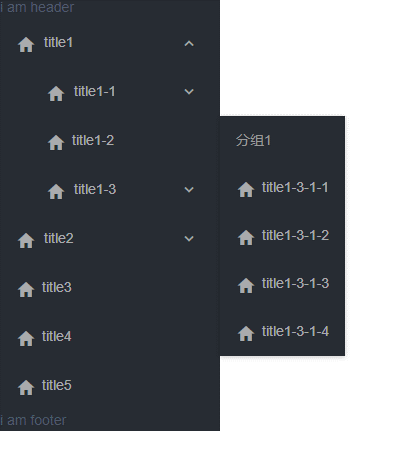 i am header
title1
title1-1
title1-2
title1-3
title2
title3
title4
title5
i am footer
分组1
title1-3-1-1
title1-3-1-2
title1-3-1-3
title1-3-1-4